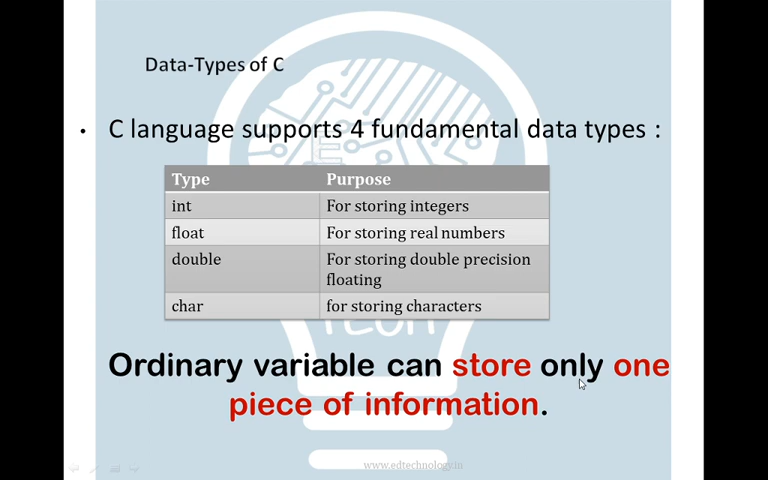 Data-Types of C
• C language supports 4 fundamental data types :
Type Purpose
int For storing integers
float For storing real numbers
double For storing double precision
floating
char for storing characters
TECH
Ordinary variable can store only one
piece of information.
www.edtechnology.in